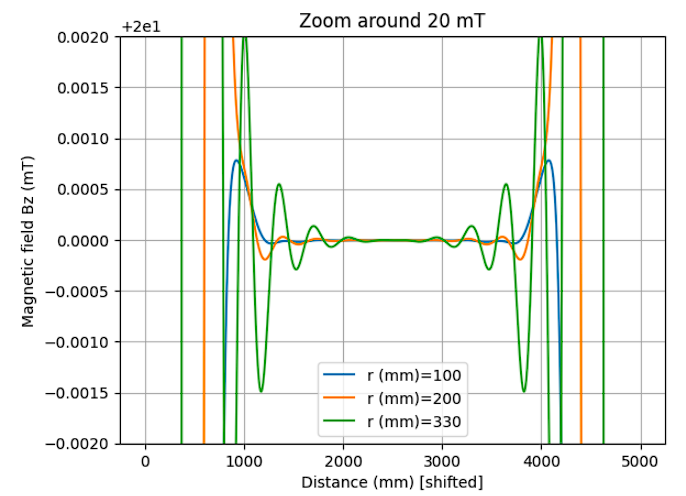 Zoom around 20 mT
+2e1
0.0020
0.0015
0.0010
0.0005
0.0000
−0.0005
−0.0010
−0.0015
−0.0020
Magnetic field Bz (mT)
r (mm)=100
r (mm)=200
r (mm)=330
0 1000 2000 3000 4000 5000
Distance (mm) [shifted]